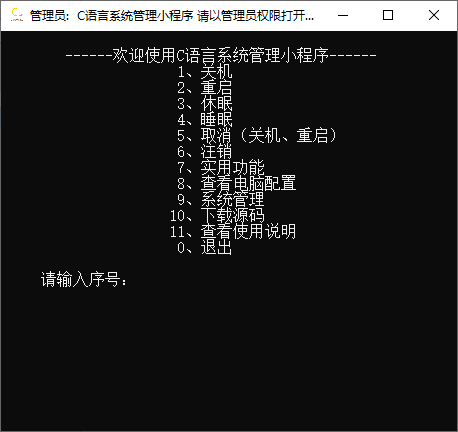 管理员: C语言系统管理小程序 请以管理员权限打开...
------欢迎使用C语言系统管理小程序------
1、关机
2、重启
3、休眠
4、睡眠
5、取消（关机、重启）
6、注销
7、实用功能
8、查看电脑配置
9、系统管理
10、下载源码
11、查看使用说明
0、退出
请输入序号：